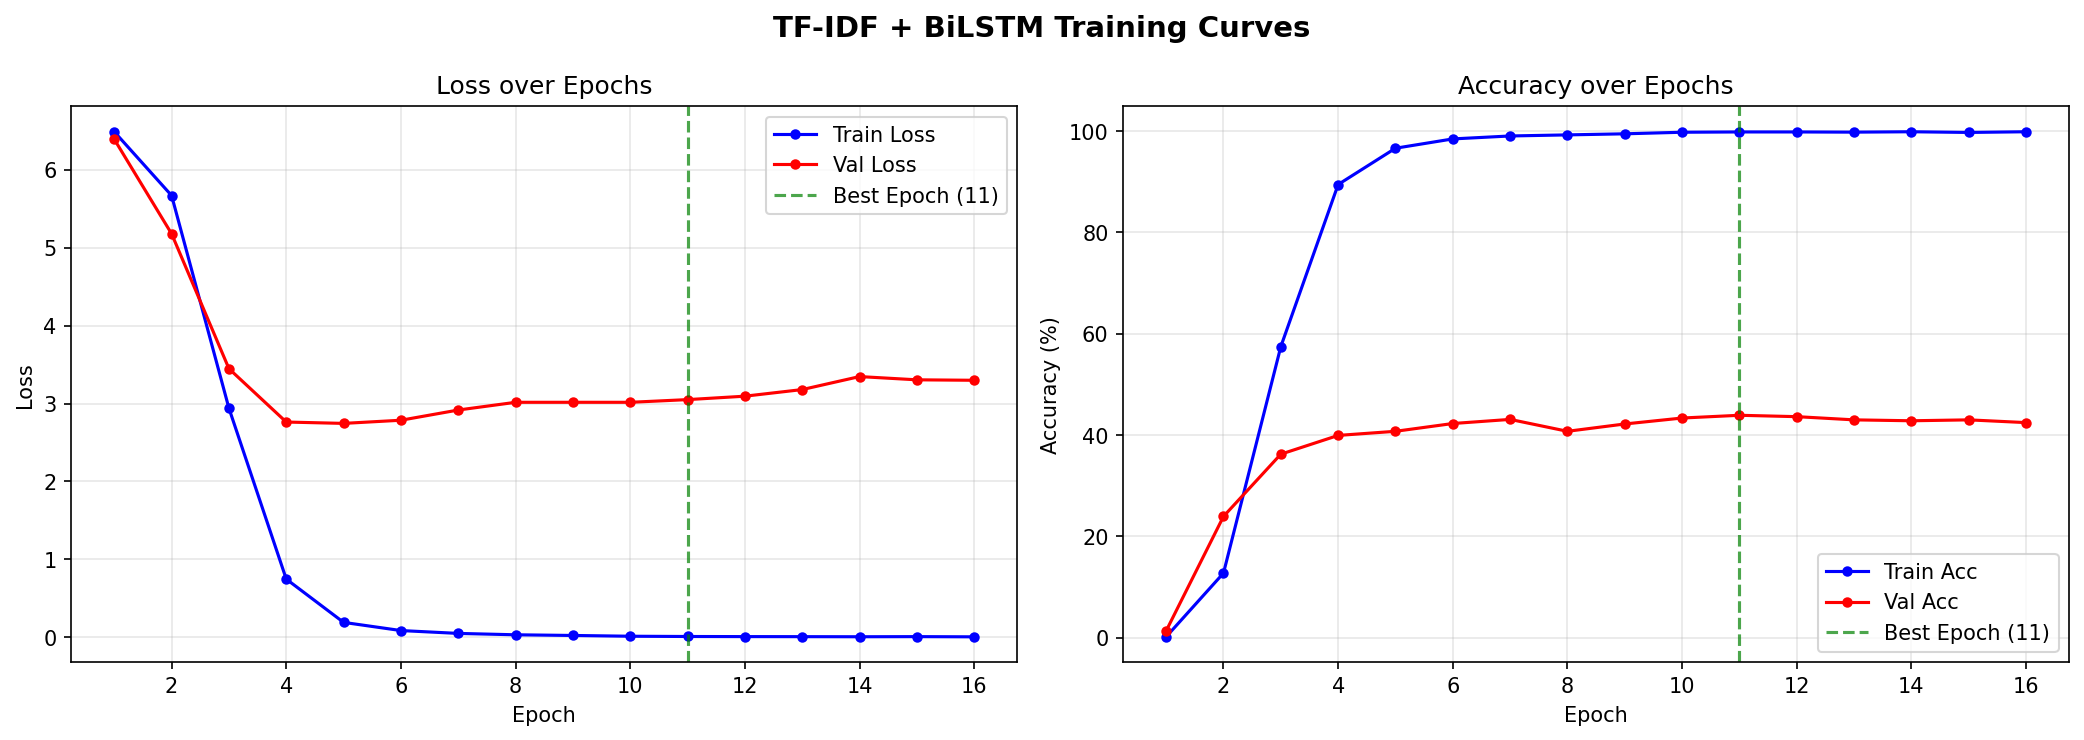 TF-IDF + BiLSTM Training Curves
Loss over Epochs
Train Loss
Val Loss
Best Epoch (11)
Loss
6
5
4
3
2
1
0
2 4 6 8 10 12 14 16
Epoch
Accuracy over Epochs
Accuracy (%)
100
80
60
40
20
0
Train Acc
Val Acc
Best Epoch (11)
2 4 6 8 10 12 14 16
Epoch